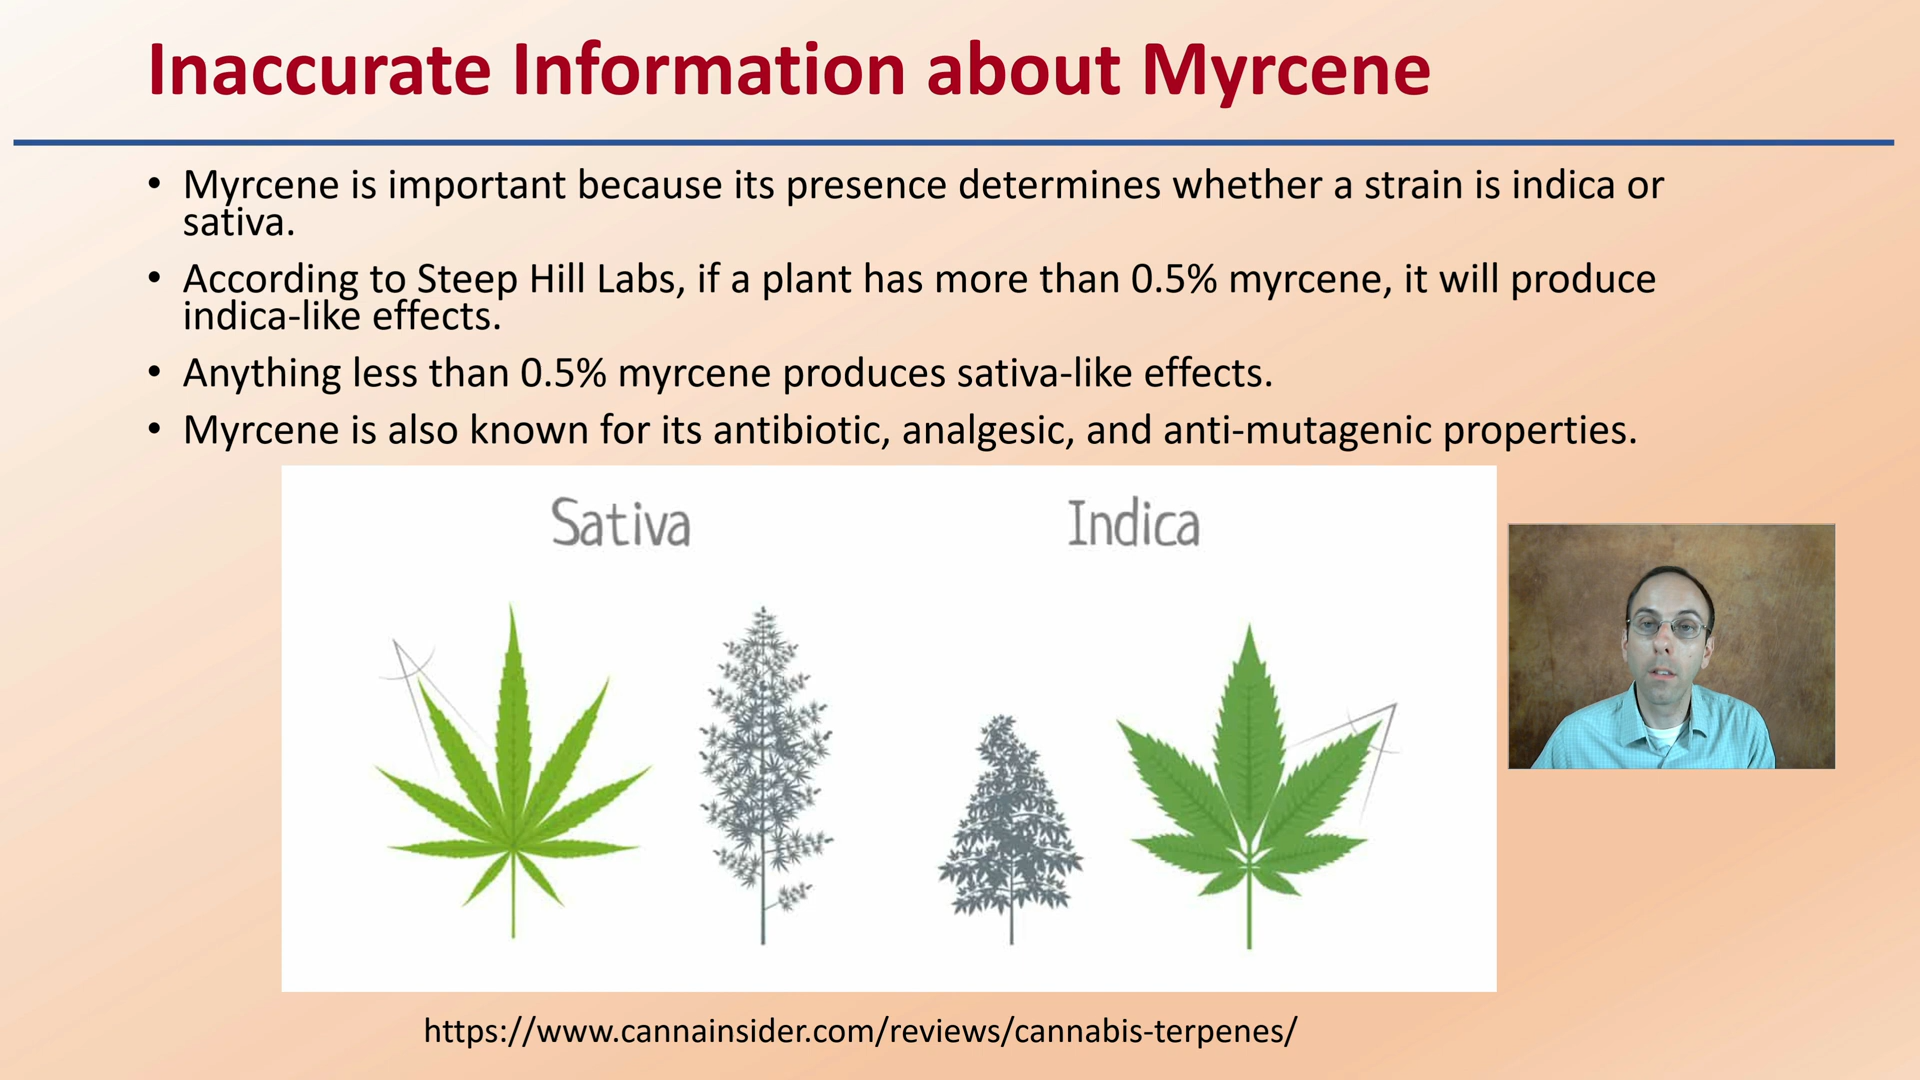 Inaccurate Information about Myrcene
• Myrcene is important because its presence determines whether a strain is indica or
sativa.
• According to Steep Hill Labs, if a plant has more than 0.5% myrcene, it will produce
indica-like effects.
• Anything less than 0.5% myrcene produces sativa-like effects.
• Myrcene is also known for its antibiotic, analgesic, and anti-mutagenic properties.
Sativa
Indica
https://www.cannainsider.com/reviews/cannabis-terpenes/